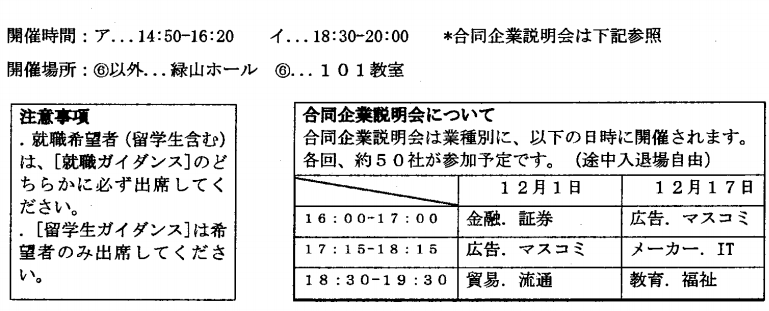 開催時間：ア...14:50-16:20　イ...18:30-20:00　*合同企業説明会は下記参照
開催場所：⑥以外...緑山ホール　⑥...１０１教室
注意事項
．就職希望者（留学生含む）
は、［就職ガイダンス］のど
ちらかに必ず出席してく
ださい。
．［留学生ガイダンス］は希
望者のみ出席してくださ
い。
合同企業説明会について
合同企業説明会は業種別に、以下の日時に開催されます。
各回、約５０社が参加予定です。（途中入退場自由）
１２月１日　１２月１７日
１６：００-１７：００　金融．証券　広告．マスコミ
１７：１５-１８：１５　広告．マスコミ　メーカー．IT
１８：３０-１９：３０　貿易．流通　教育．福祉